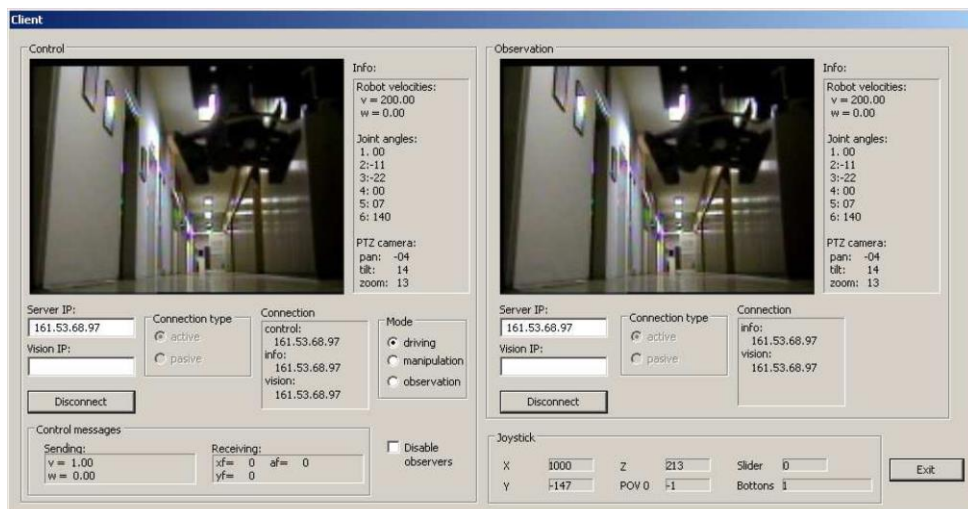 Client
Control
Info:
Robot velocities:
v = 200.00
w = 0.00
Joint angles:
1. 00
2:-11
3:-22
4: 00
5: 07
6: 140
PTZ camera:
pan: -04
tilt: 14
zoom: 13
Server IP:
161.53.68.97
Vision IP:
Connection type
active
pasive
Disconnect
Connection
control:
161.53.68.97
info:
161.53.68.97
vision:
161.53.68.97
Mode
driving
manipulation
observation
Control messages
Sending:
v = 1.00
w = 0.00
Receiving:
xf= 0 af= 0
yf= 0
Disable
observers
Observation
Info:
Robot velocities:
v = 200.00
w = 0.00
Joint angles:
1. 00
2:-11
3:-22
4: 00
5: 07
6: 140
PTZ camera:
pan: -04
tilt: 14
zoom: 13
Server IP:
161.53.68.97
Vision IP:
Connection type
active
pasive
Disconnect
Connection
info:
161.53.68.97
vision:
161.53.68.97
Joystick
X 1000 Z 213 Slider 0
Y -147 POV 0 -1 Bottons 1
Exit